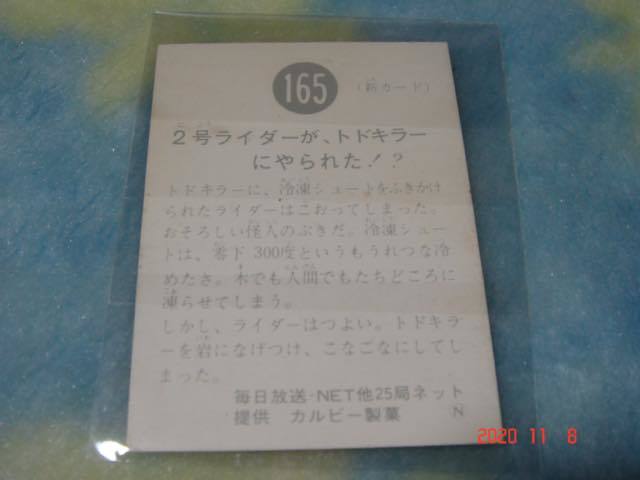 165
(新カード)
2号ライダーが、トドキラー
にやられた!?
トドキラーに、冷凍シュートをふきかけ
られたライダーはこおってしまった。
おそろしい怪人のぶきだ。冷凍シュー
トは、零ド300度というもうれつな冷
めたさ。木でも人間でもたちどころに
凍らせてしまう。
しかし、ライダーはつよい。トドキラ
ーを岩になげつけ、こなごなにしてし
まった。
毎日放送・NET他25局ネット
提供 カルビー製菓 N
2020 11 8